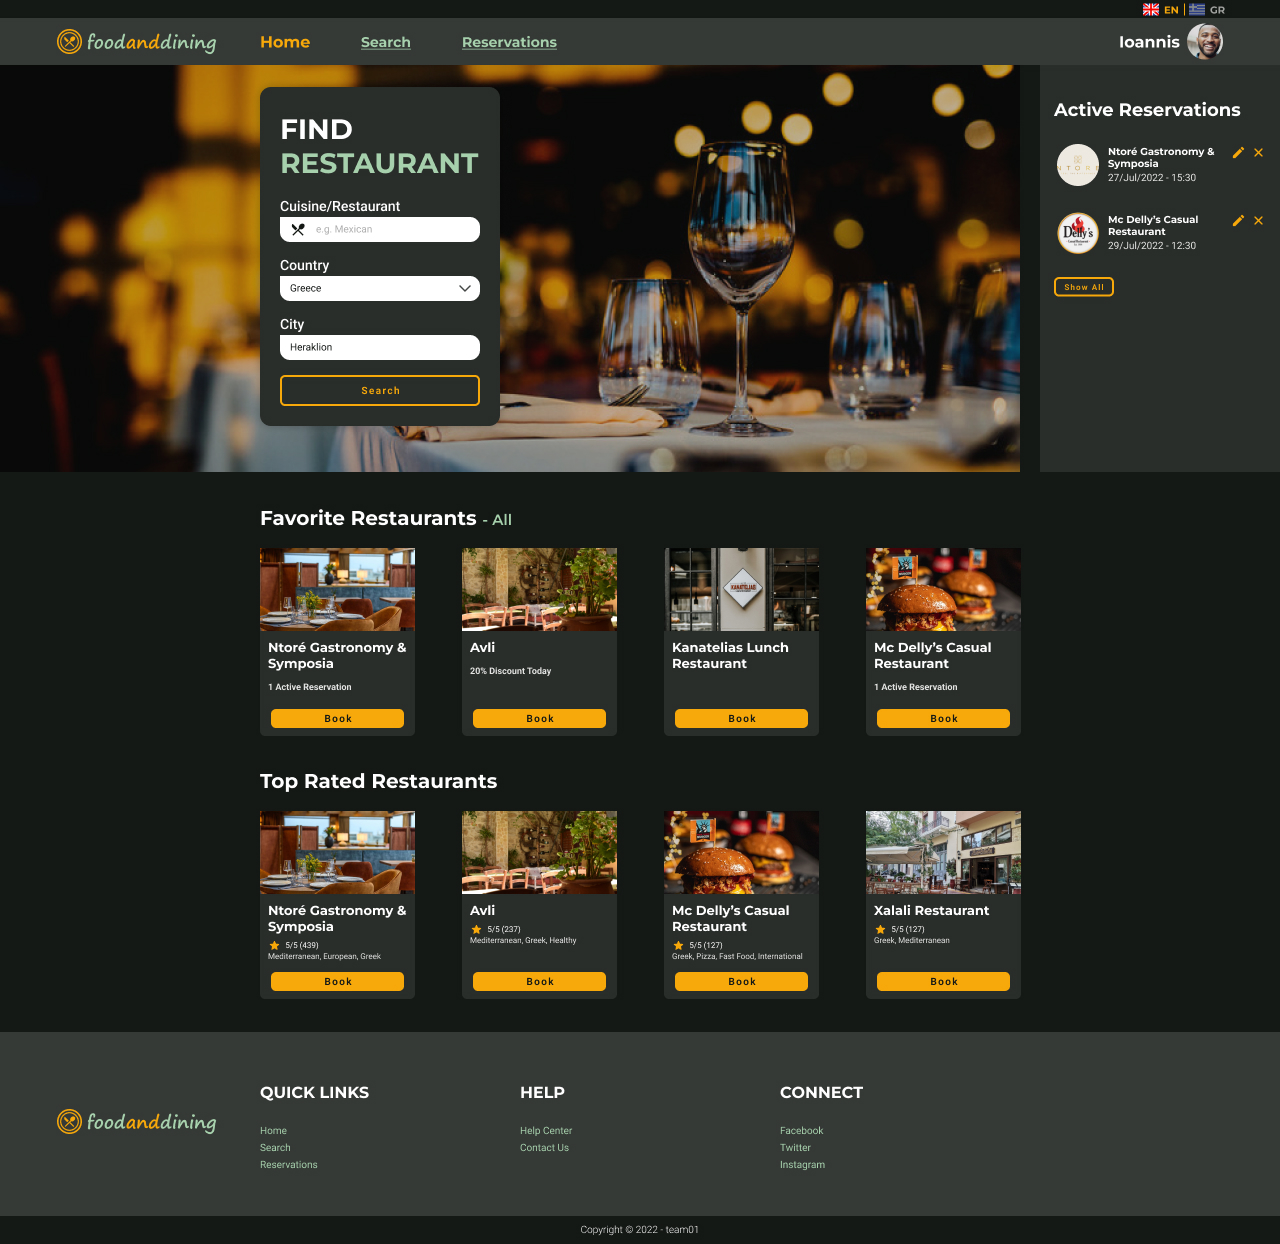 EN | GR
foodanddining
Home
Search
Reservations
Ioannis
FIND
RESTAURANT
Cuisine/Restaurant
e.g. Mexican
Country
Greece
City
Heraklion
Search
Active Reservations
Ntoré Gastronomy &
Symposia
27/Jul/2022 - 15:30
Delly's
Mc Delly’s Casual
Restaurant
29/Jul/2022 - 12:30
Show All
Favorite Restaurants - All
Ntoré Gastronomy &
Symposia
1 Active Reservation
Book
Avli
20% Discount Today
Book
KANATELIAS
Kanatelias Lunch
Restaurant
Book
Mc Delly’s Casual
Restaurant
1 Active Reservation
Book
Top Rated Restaurants
Ntoré Gastronomy &
Symposia
5/5 (439)
Mediterranean, European, Greek
Book
Avli
5/5 (237)
Mediterranean, Greek, Healthy
Book
Mc Delly’s Casual
Restaurant
5/5 (127)
Greek, Pizza, Fast Food, International
Book
Xalali Restaurant
5/5 (127)
Greek, Mediterranean
Book
foodanddining
QUICK LINKS
Home
Search
Reservations
HELP
Help Center
Contact Us
CONNECT
Facebook
Twitter
Instagram
Copyright © 2022 - team01